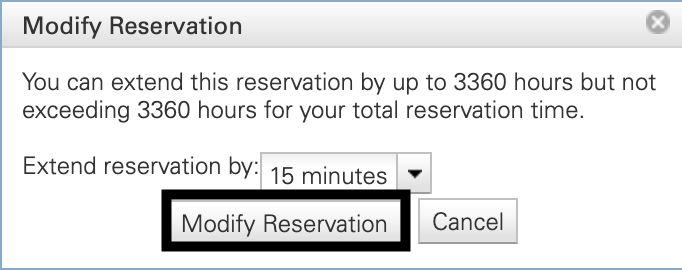 Modify Reservation
You can extend this reservation by up to 3360 hours but not
exceeding 3360 hours for your total reservation time.
Extend reservation by: 15 minutes
Modify Reservation Cancel